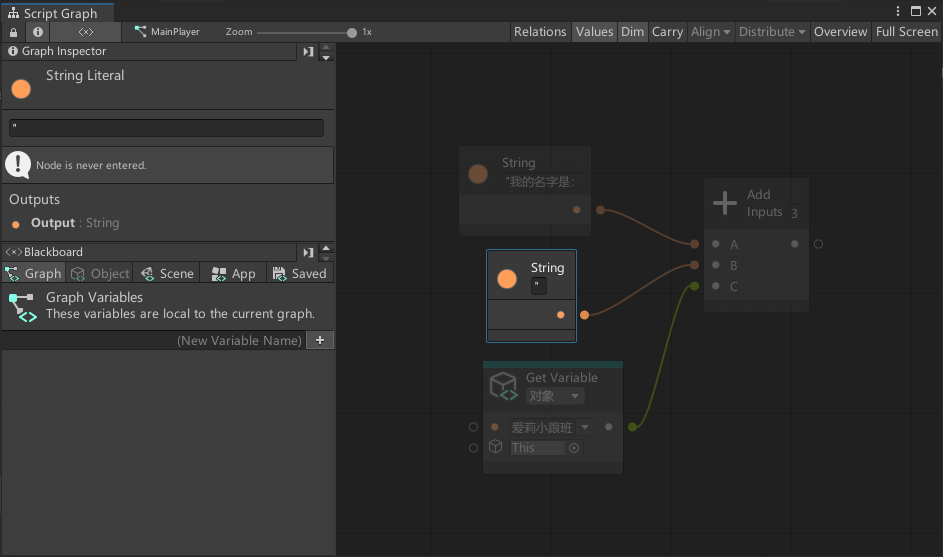 Script Graph
MainPlayer Zoom 1x Relations Values Dim Carry Align Distribute Overview Full Screen
Graph Inspector
String Literal
"
Node is never entered.
Outputs
Output : String
Blackboard
Graph Object Scene App Saved
Graph Variables
These variables are local to the current graph.
(New Variable Name) +
String
"我的名字是:
Add
Inputs 3
A
B
C
String
"
Get Variable
对象
爱莉小跟班
This